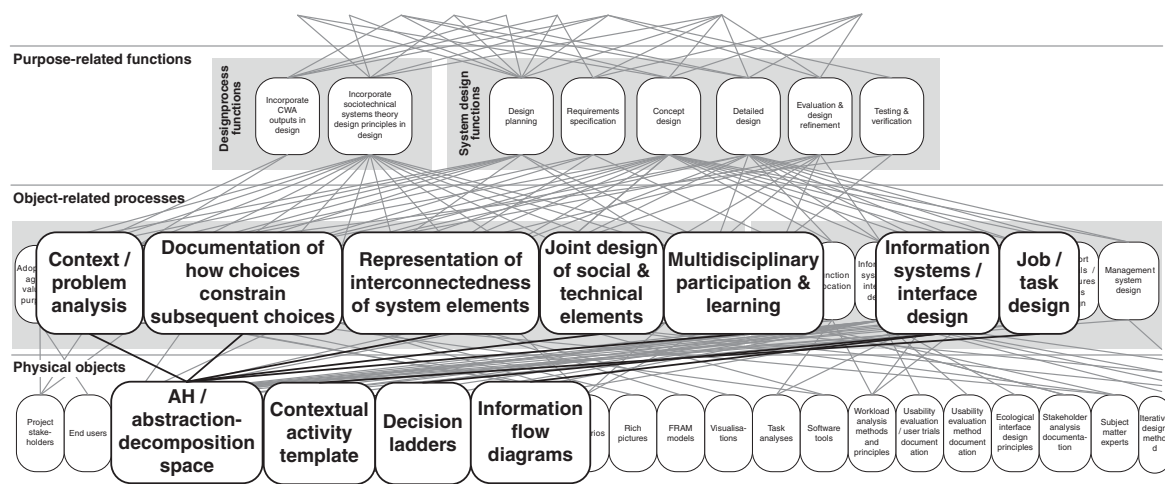 Purpose-related functions
Designprocess
functions
Incorporate
CWA
outputs in
design
Incorporate
sociotechnical
systems theory
design principles in
design
System design
functions
Design
planning
Requirements
specification
Concept
design
Detailed
design
Evaluation &
design
refinement
Testing &
verification
Object-related processes
Context /
problem
analysis
Documentation of
how choices
constrain
subsequent choices
Representation of
interconnectedness
of system elements
Joint design
of social &
technical
elements
Multidisciplinary
participation &
learning
Information
systems /
interface
design
Job /
task
design
Management
system
design
Physical objects
Project
stake-
holders
End users
AH /
abstraction-
decomposition
space
Contextual
activity
template
Decision
ladders
Information
flow
diagrams
Rich
pictures
FRAM
models
Visualisa-
tions
Task
analyses
Software
tools
Workload
analysis
methods
and
principles
Usability
evaluation
/ user trials
document
ation
Usability
evaluation
method
document
ation
Ecological
interface
design
principles
Stakeholder
analysis
documenta-
tion
Subject
matter
experts
Iterative
design
metho
d